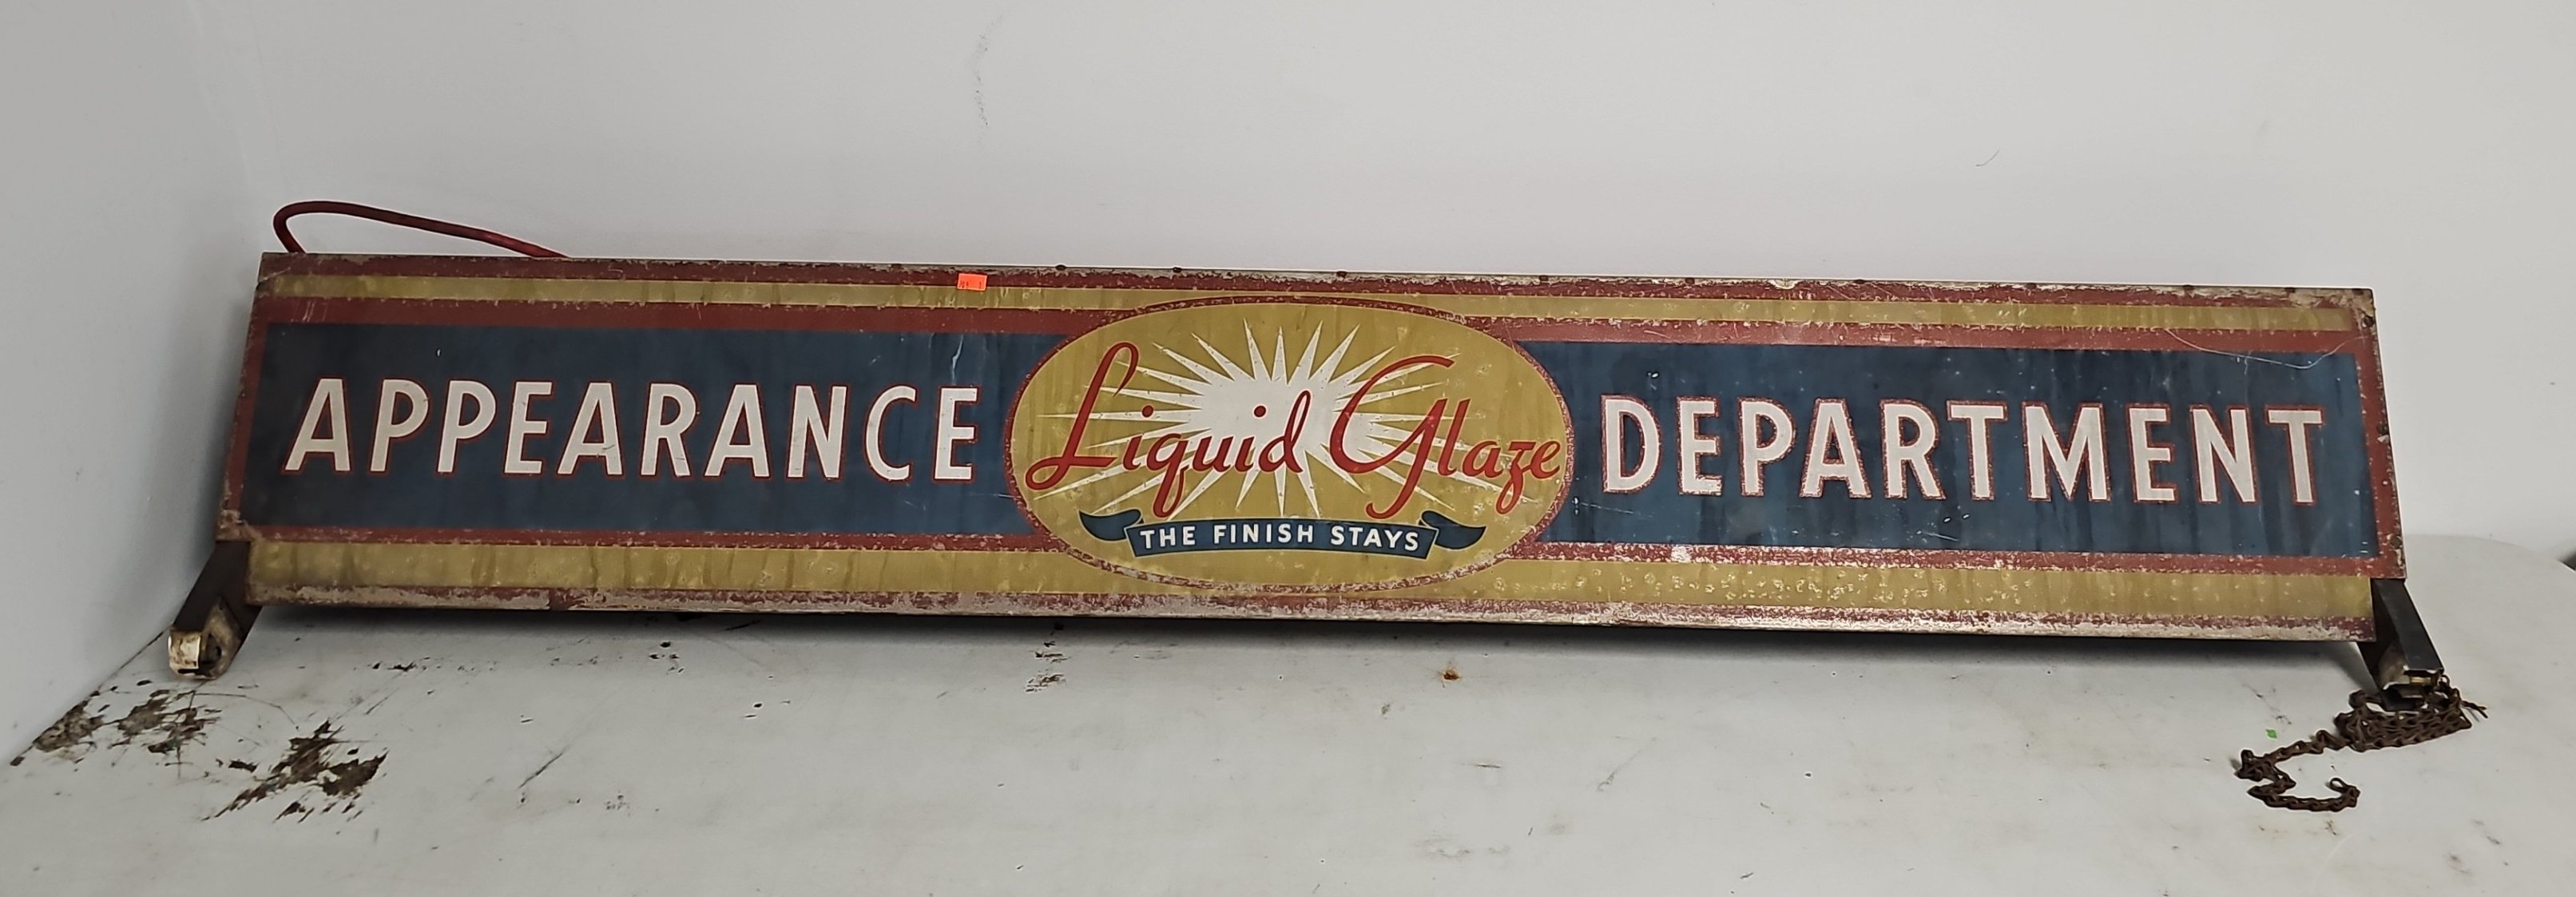 APPEARANCE
Liquid Glaze
THE FINISH STAYS
DEPARTMENT